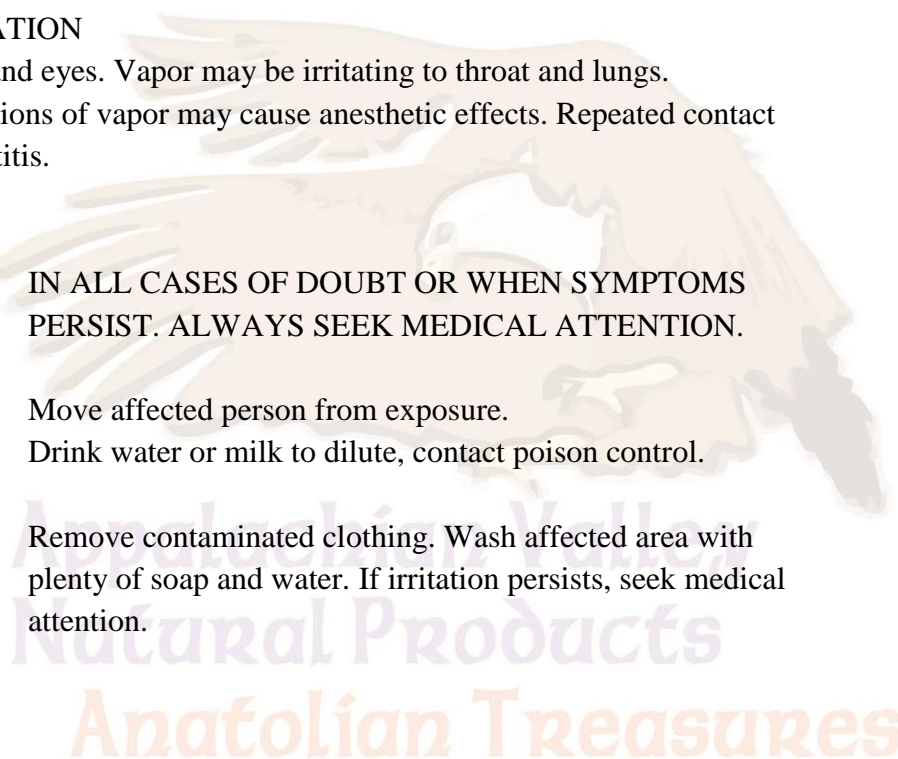 ATION
and eyes. Vapor may be irritating to throat and lungs.
tions of vapor may cause anesthetic effects. Repeated contact
titis.
IN ALL CASES OF DOUBT OR WHEN SYMPTOMS
PERSIST. ALWAYS SEEK MEDICAL ATTENTION.
Move affected person from exposure.
Drink water or milk to dilute, contact poison control.
Remove contaminated clothing. Wash affected area with
plenty of soap and water. If irritation persists, seek medical
attention.
Appalachian Valley
Natural Products
Anatolian Treasures